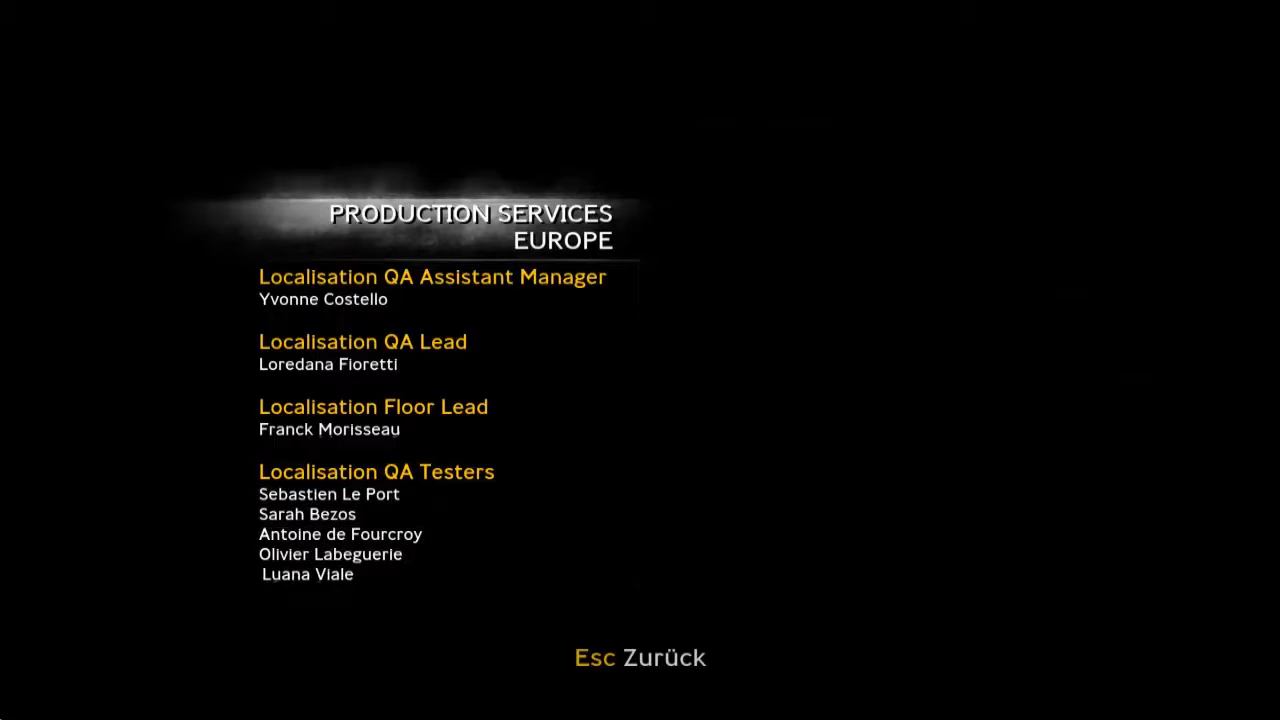 PRODUCTION SERVICES
EUROPE
Localisation QA Assistant Manager
Yvonne Costello
Localisation QA Lead
Loredana Fioretti
Localisation Floor Lead
Franck Morisseau
Localisation QA Testers
Sebastien Le Port
Sarah Bezos
Antoine de Fourcroy
Olivier Labeguerie
Luana Viale
Esc Zurück